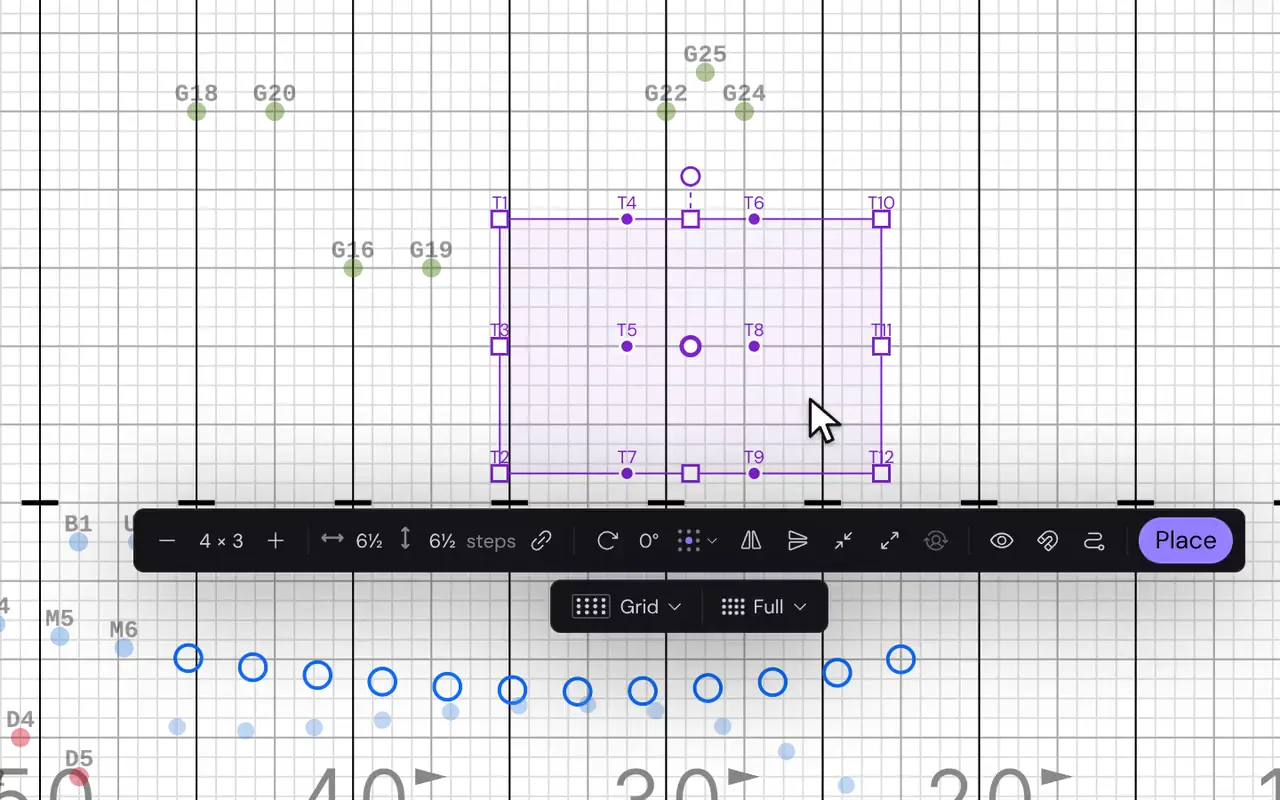 G25
G18 G20 G22 G24
T1 T4 T6 T10
G16 G19
T3 T5 T8 T11
T2 T7 T9 T12
B1
4 × 3 6½ 6½ steps 0° Place
Grid Full
M5
M6
D4
D5
50 40 30 20 1